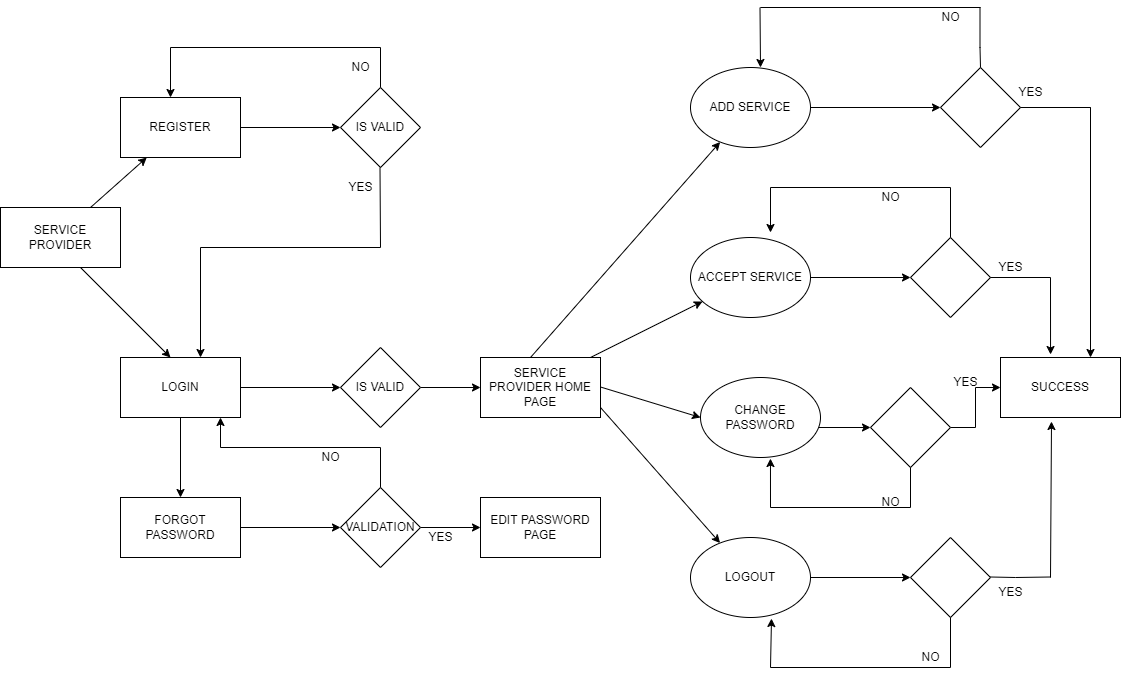 NO
ADD SERVICE
YES
NO
REGISTER
IS VALID
YES
SERVICE
PROVIDER
NO
ACCEPT SERVICE
YES
LOGIN
IS VALID
SERVICE
PROVIDER HOME
PAGE
CHANGE
PASSWORD
YES
SUCCESS
NO
NO
FORGOT
PASSWORD
VALIDATION
YES
EDIT PASSWORD
PAGE
LOGOUT
YES
NO